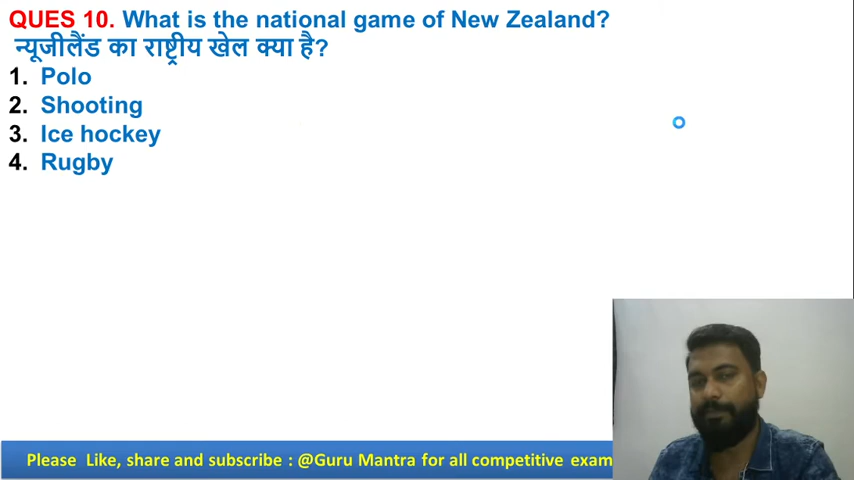 QUES 10. What is the national game of New Zealand?
न्यूजीलैंड का राष्ट्रीय खेल क्या है?
1. Polo
2. Shooting
3. Ice hockey
4. Rugby
Please Like, share and subscribe : @Guru Mantra for all competitive exam